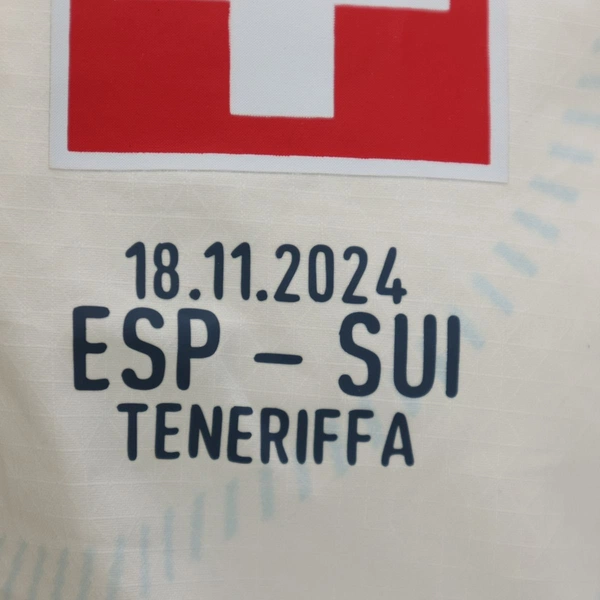 18.11.2024
ESP – SUI
TENERIFFA